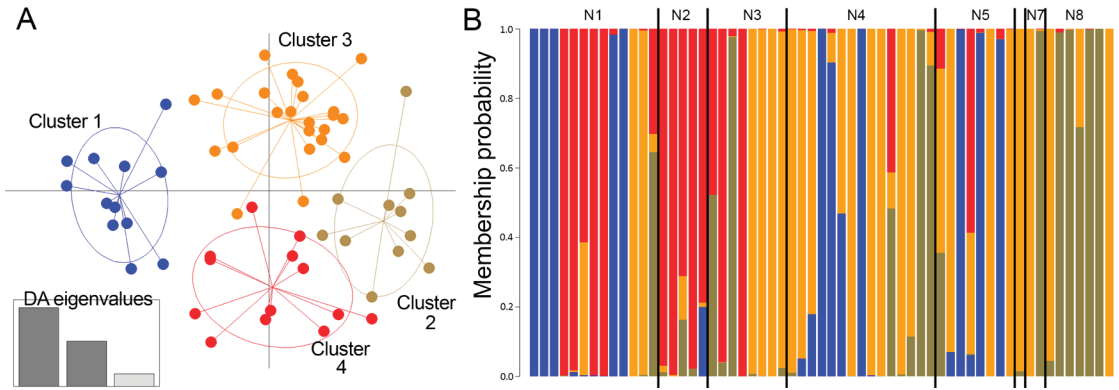 A
Cluster 3
Cluster 1
Cluster
2
Cluster
4
DA eigenvalues
B
N1 N2 N3 N4 N5 N7 N8
Membership probability
1.0
0.8
0.6
0.4
0.2
0.0